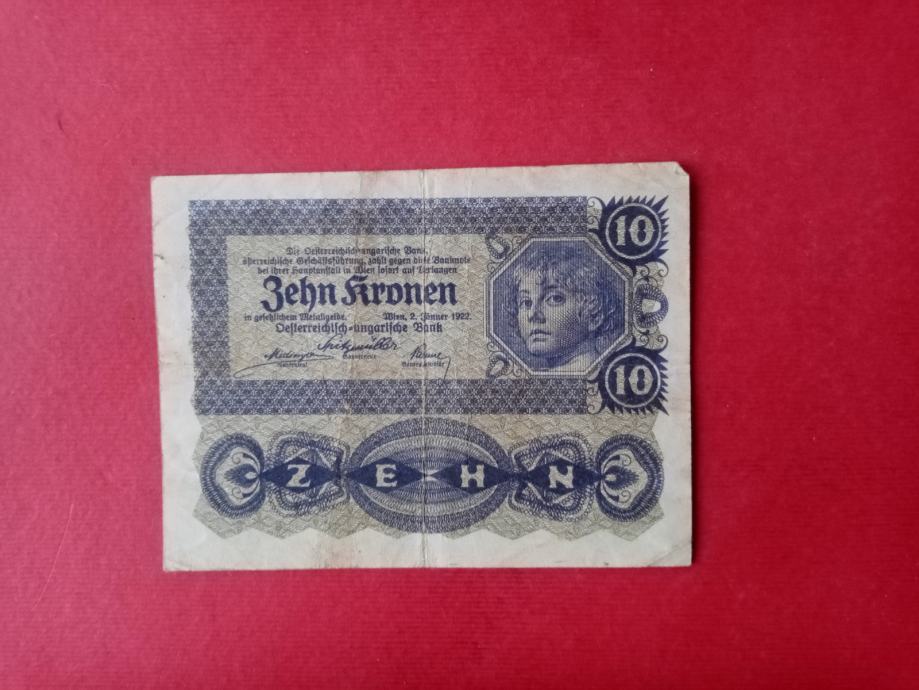 10
Die Oesterreichisch-ungarische Bank,
österreichische Geschäftsführung, zahlt gegen diese Banknote
bei ihrer Hauptanstalt in Wien sofort auf Verlangen
Zehn Kronen
in gesetzlichem Metallgelde. Wien, 2. Jänner 1922.
Oesterreichisch-ungarische Bank
10
Z E H N